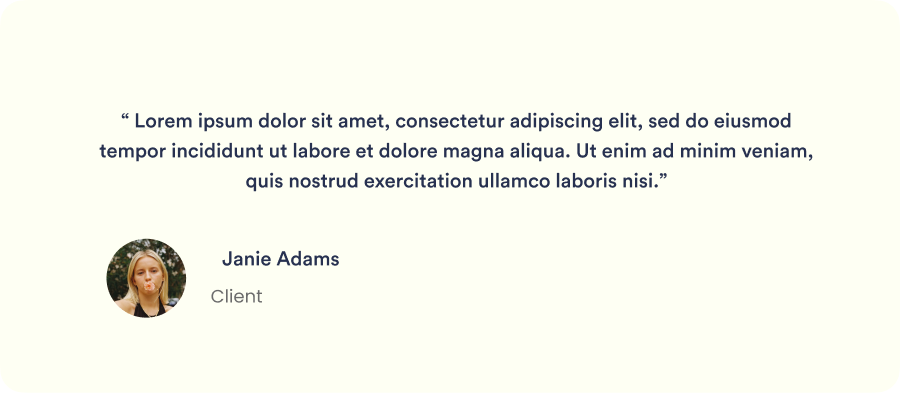 “ Lorem ipsum dolor sit amet, consectetur adipiscing elit, sed do eiusmod
tempor incididunt ut labore et dolore magna aliqua. Ut enim ad minim veniam,
quis nostrud exercitation ullamco laboris nisi.”
Janie Adams
Client